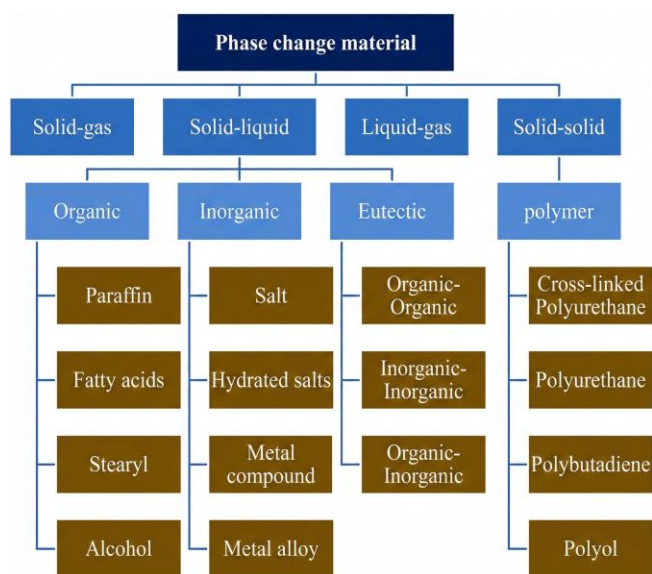 Phase change material
Solid-gas
Solid-liquid
Liquid-gas
Solid-solid
Organic
Inorganic
Eutectic
polymer
Paraffin
Salt
Organic-
Organic
Cross-linked
Polyurethane
Fatty acids
Hydrated salts
Inorganic-
Inorganic
Polyurethane
Stearyl
Metal
compound
Organic-
Inorganic
Polybutadiene
Alcohol
Metal alloy
Polyol